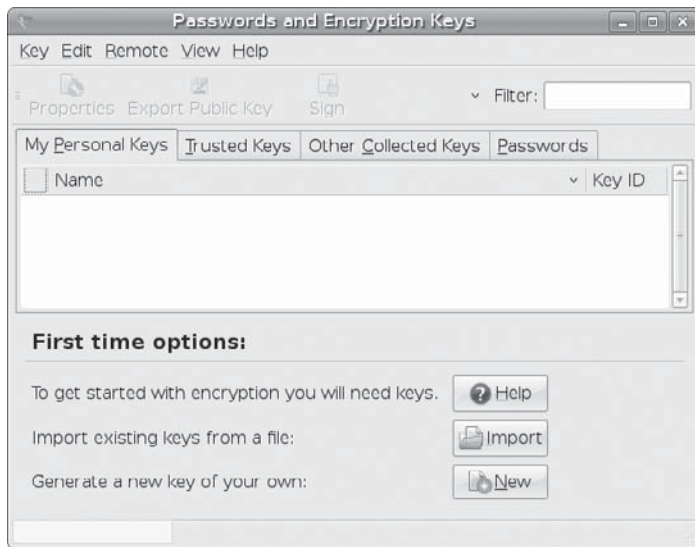 Passwords and Encryption Keys
Key Edit Remote View Help
Properties Export Public Key Sign Filter:
My Personal Keys Trusted Keys Other Collected Keys Passwords
Name Key ID
First time options:
To get started with encryption you will need keys. Help
Import existing keys from a file: Import
Generate a new key of your own: New